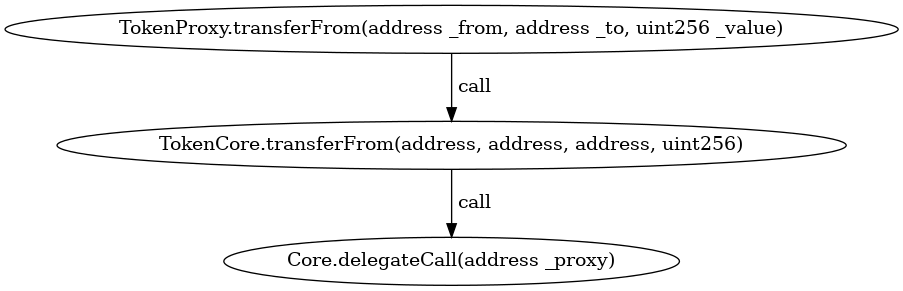 TokenProxy.transferFrom(address _from, address _to, uint256 _value)
call
TokenCore.transferFrom(address, address, address, uint256)
call
Core.delegateCall(address _proxy)